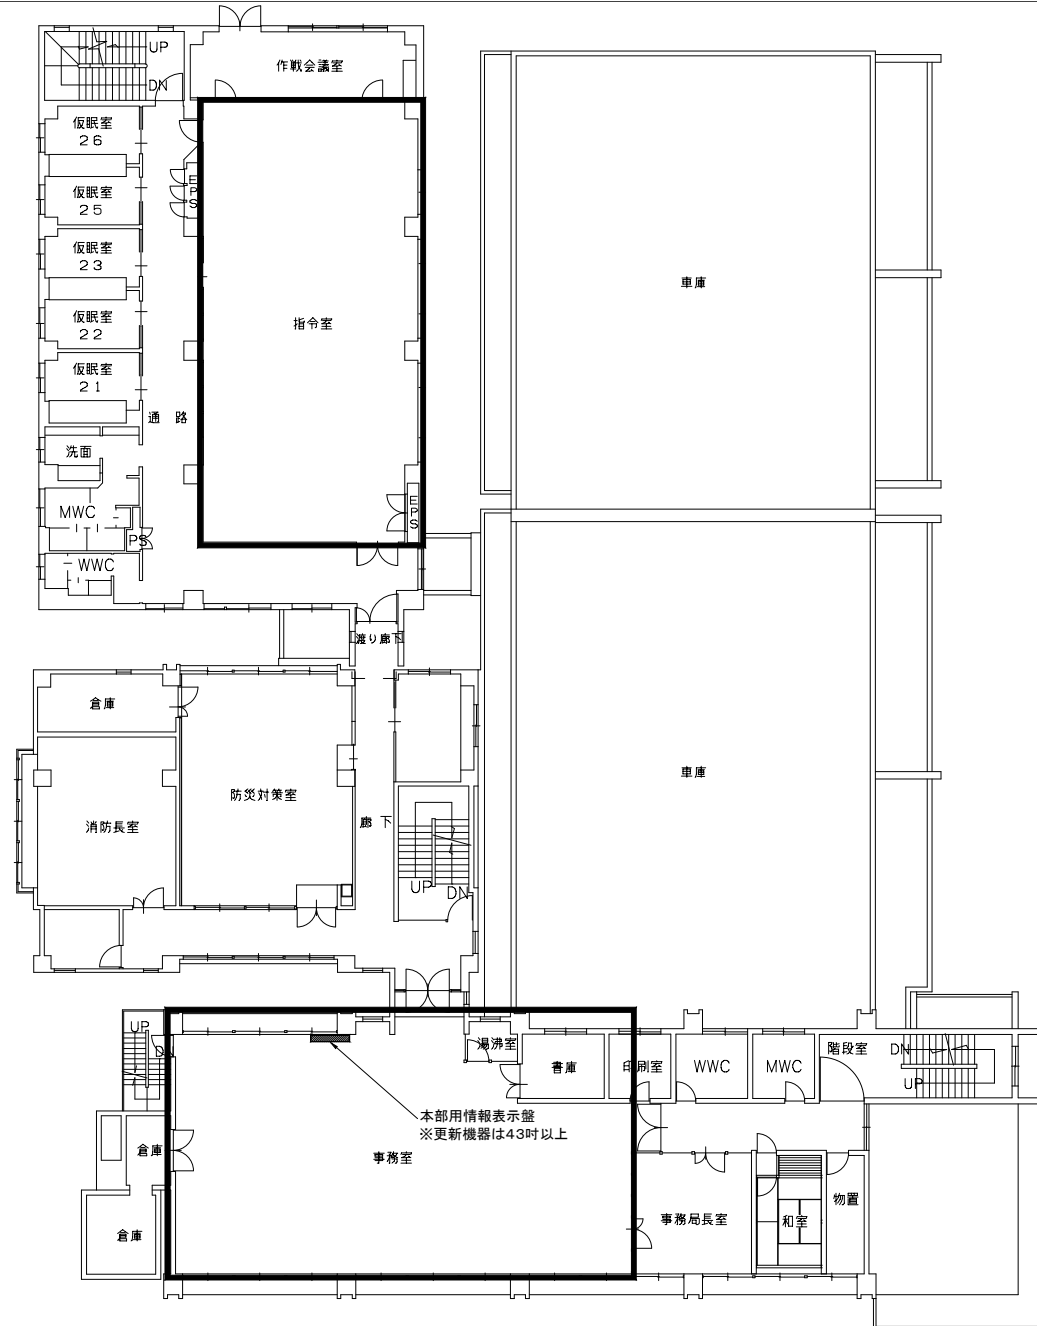 UP
作戦会議室
DN
仮眠室
２６
EPS
仮眠室
２５
仮眠室
２３
車庫
仮眠室
２２
指令室
仮眠室
２１
通 路
洗面
MWC
EPS
PS
WWC
渡り廊下
倉庫
防災対策室
車庫
消防長室
廊 下
UP
DN
UP
DN
湯沸室
書庫
印刷室
WWC
MWC
階段室
DN
UP
本部用情報表示盤
※更新機器は43吋以上
倉庫
事務室
倉庫
事務局長室
和室
物置